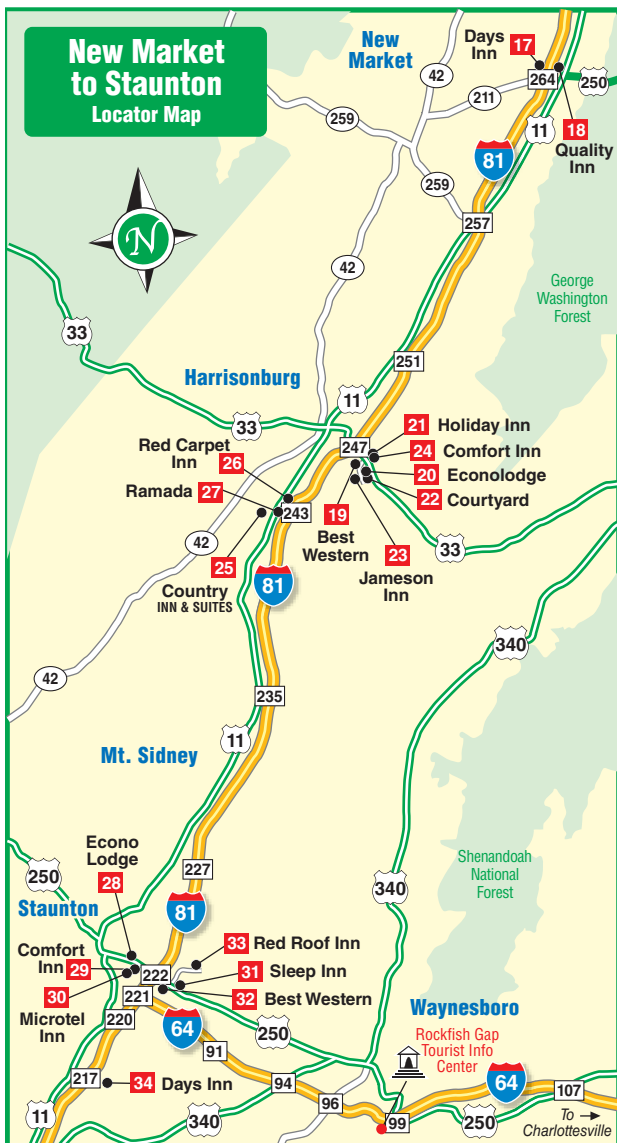 New Market
to Staunton
Locator Map
N
New
Market
Days
Inn
17
264
250
42
211
11
18
Quality
Inn
259
81
259
257
42
George
Washington
Forest
33
251
Harrisonburg
11
33
247
21 Holiday Inn
24 Comfort Inn
20 Econolodge
22 Courtyard
Red Carpet
Inn
26
Ramada 27
243
19
Best
Western
23
Jameson
Inn
33
42
25
Country
INN & SUITES
81
340
42
235
11
Mt. Sidney
Econo
Lodge
28
250
227
Shenandoah
National
Forest
340
Staunton
81
Comfort
Inn 29
33 Red Roof Inn
222
31 Sleep Inn
30
Microtel
Inn
221
32 Best Western
220
64
250
Waynesboro
Rockfish Gap
Tourist Info
Center
91
217
34 Days Inn
94
64
107
96
99
11
340
250
To
Charlottesville